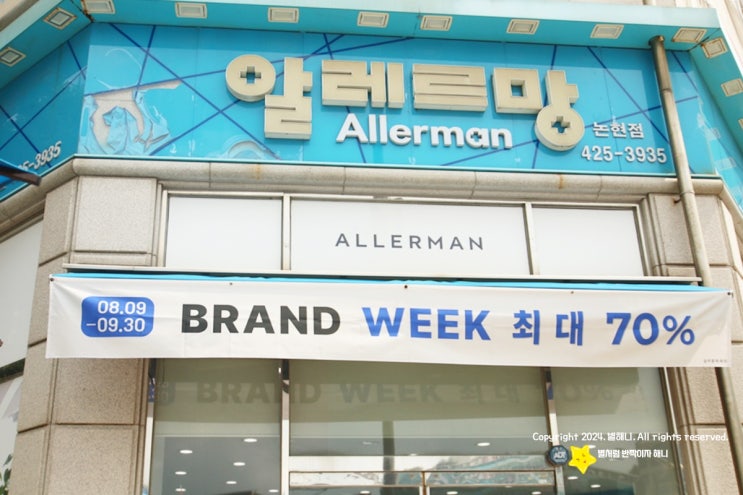 알레르망
Allerman
논현점
425-3935
5-3935
ALLERMAN
08.09
-09.30
BRAND WEEK 최대 70%
Copyright 2024. 별해니. All rights reserved.
ADT
별처럼 반짝이자 해니